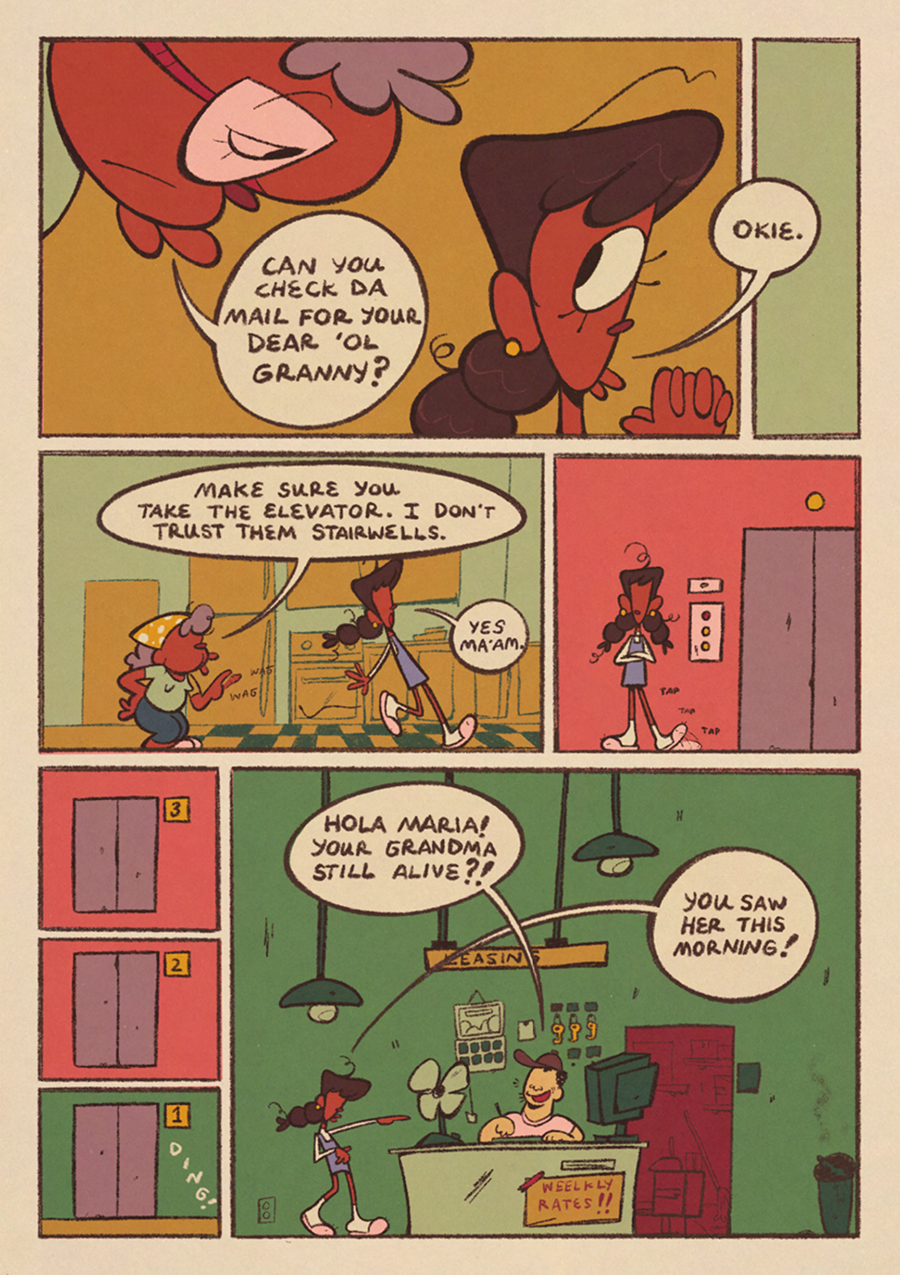 CAN YOU
CHECK DA
MAIL FOR YOUR
DEAR 'OL
GRANNY?
OKIE.
MAKE SURE YOU
TAKE THE ELEVATOR. I DON'T
TRUST THEM STAIRWELLS.
WAG
WAG
YES
MA'AM.
TAP
TAP
TAP
3
2
1
DING!
HOLA MARIA!
YOUR GRANDMA
STILL ALIVE?!
YOU SAW
HER THIS
MORNING!
LEASING
WEELKLY
RATES!!